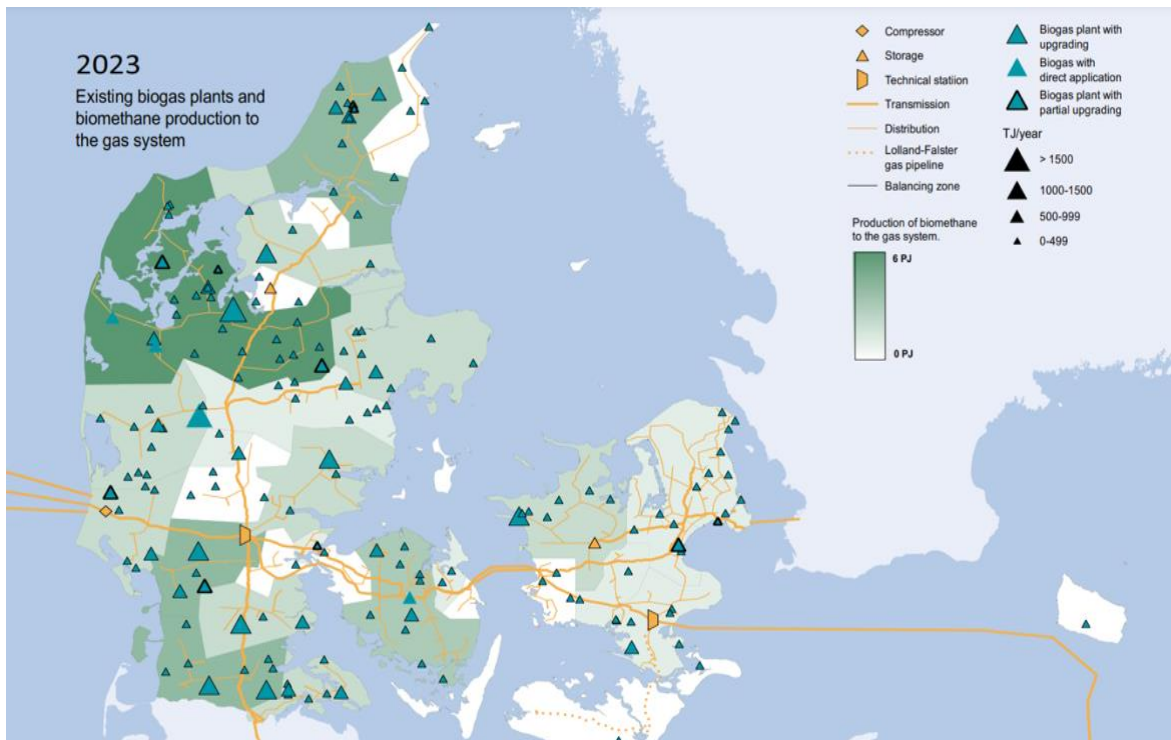 2023
Existing biogas plants and
biomethane production to
the gas system
Compressor
Storage
Technical statiion
Transmission
Distribution
Lolland-Falster
gas pipeline
Balancing zone
Production of biomethane
to the gas system.
6 PJ
0 PJ
Biogas plant with
upgrading
Biogas with
direct application
Biogas plant with
partial upgrading
TJ/year
> 1500
1000-1500
500-999
0-499